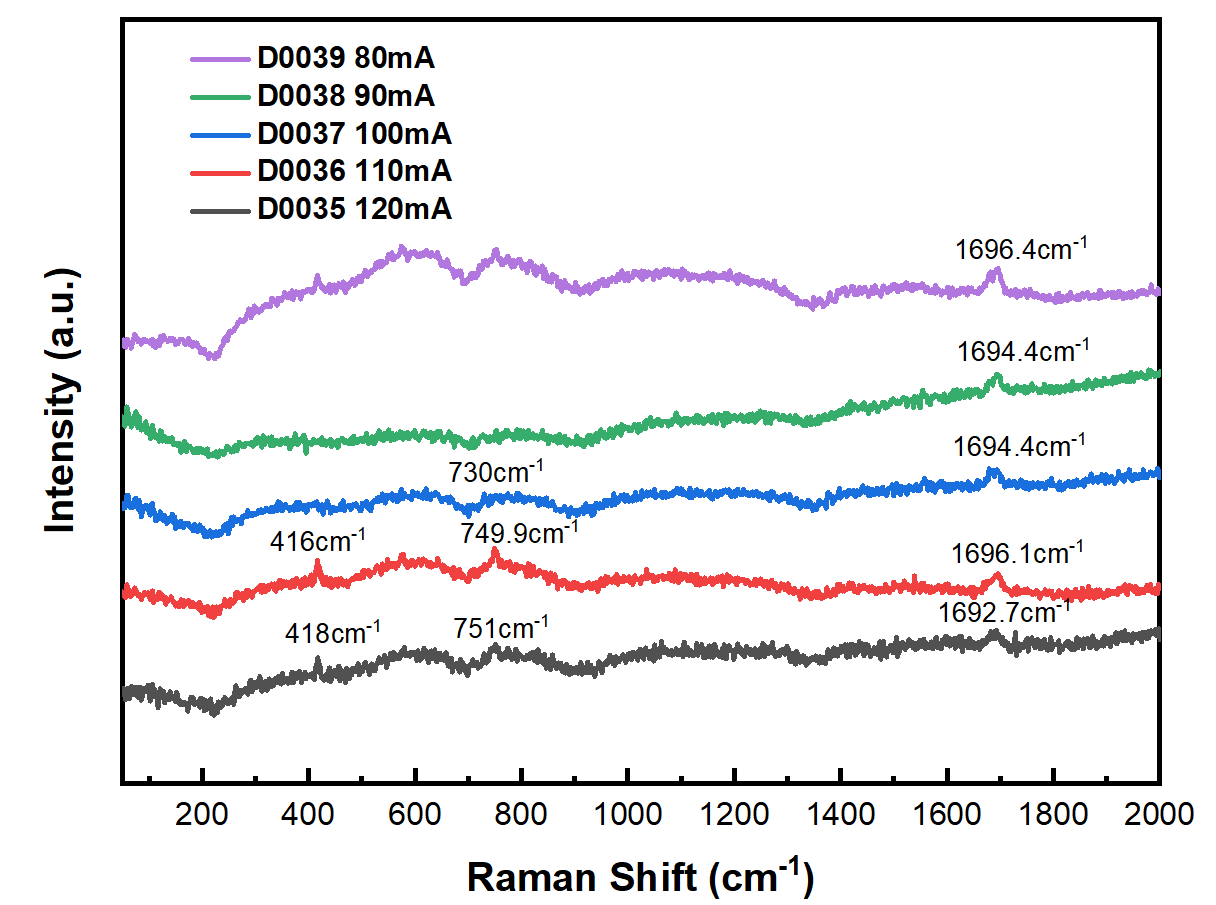 D0039 80mA
D0038 90mA
D0037 100mA
D0036 110mA
D0035 120mA
1696.4cm⁻¹
1694.4cm⁻¹
1694.4cm⁻¹
730cm⁻¹
749.9cm⁻¹
416cm⁻¹
1696.1cm⁻¹
1692.7cm⁻¹
418cm⁻¹
751cm⁻¹
Intensity (a.u.)
200 400 600 800 1000 1200 1400 1600 1800 2000
Raman Shift (cm⁻¹)